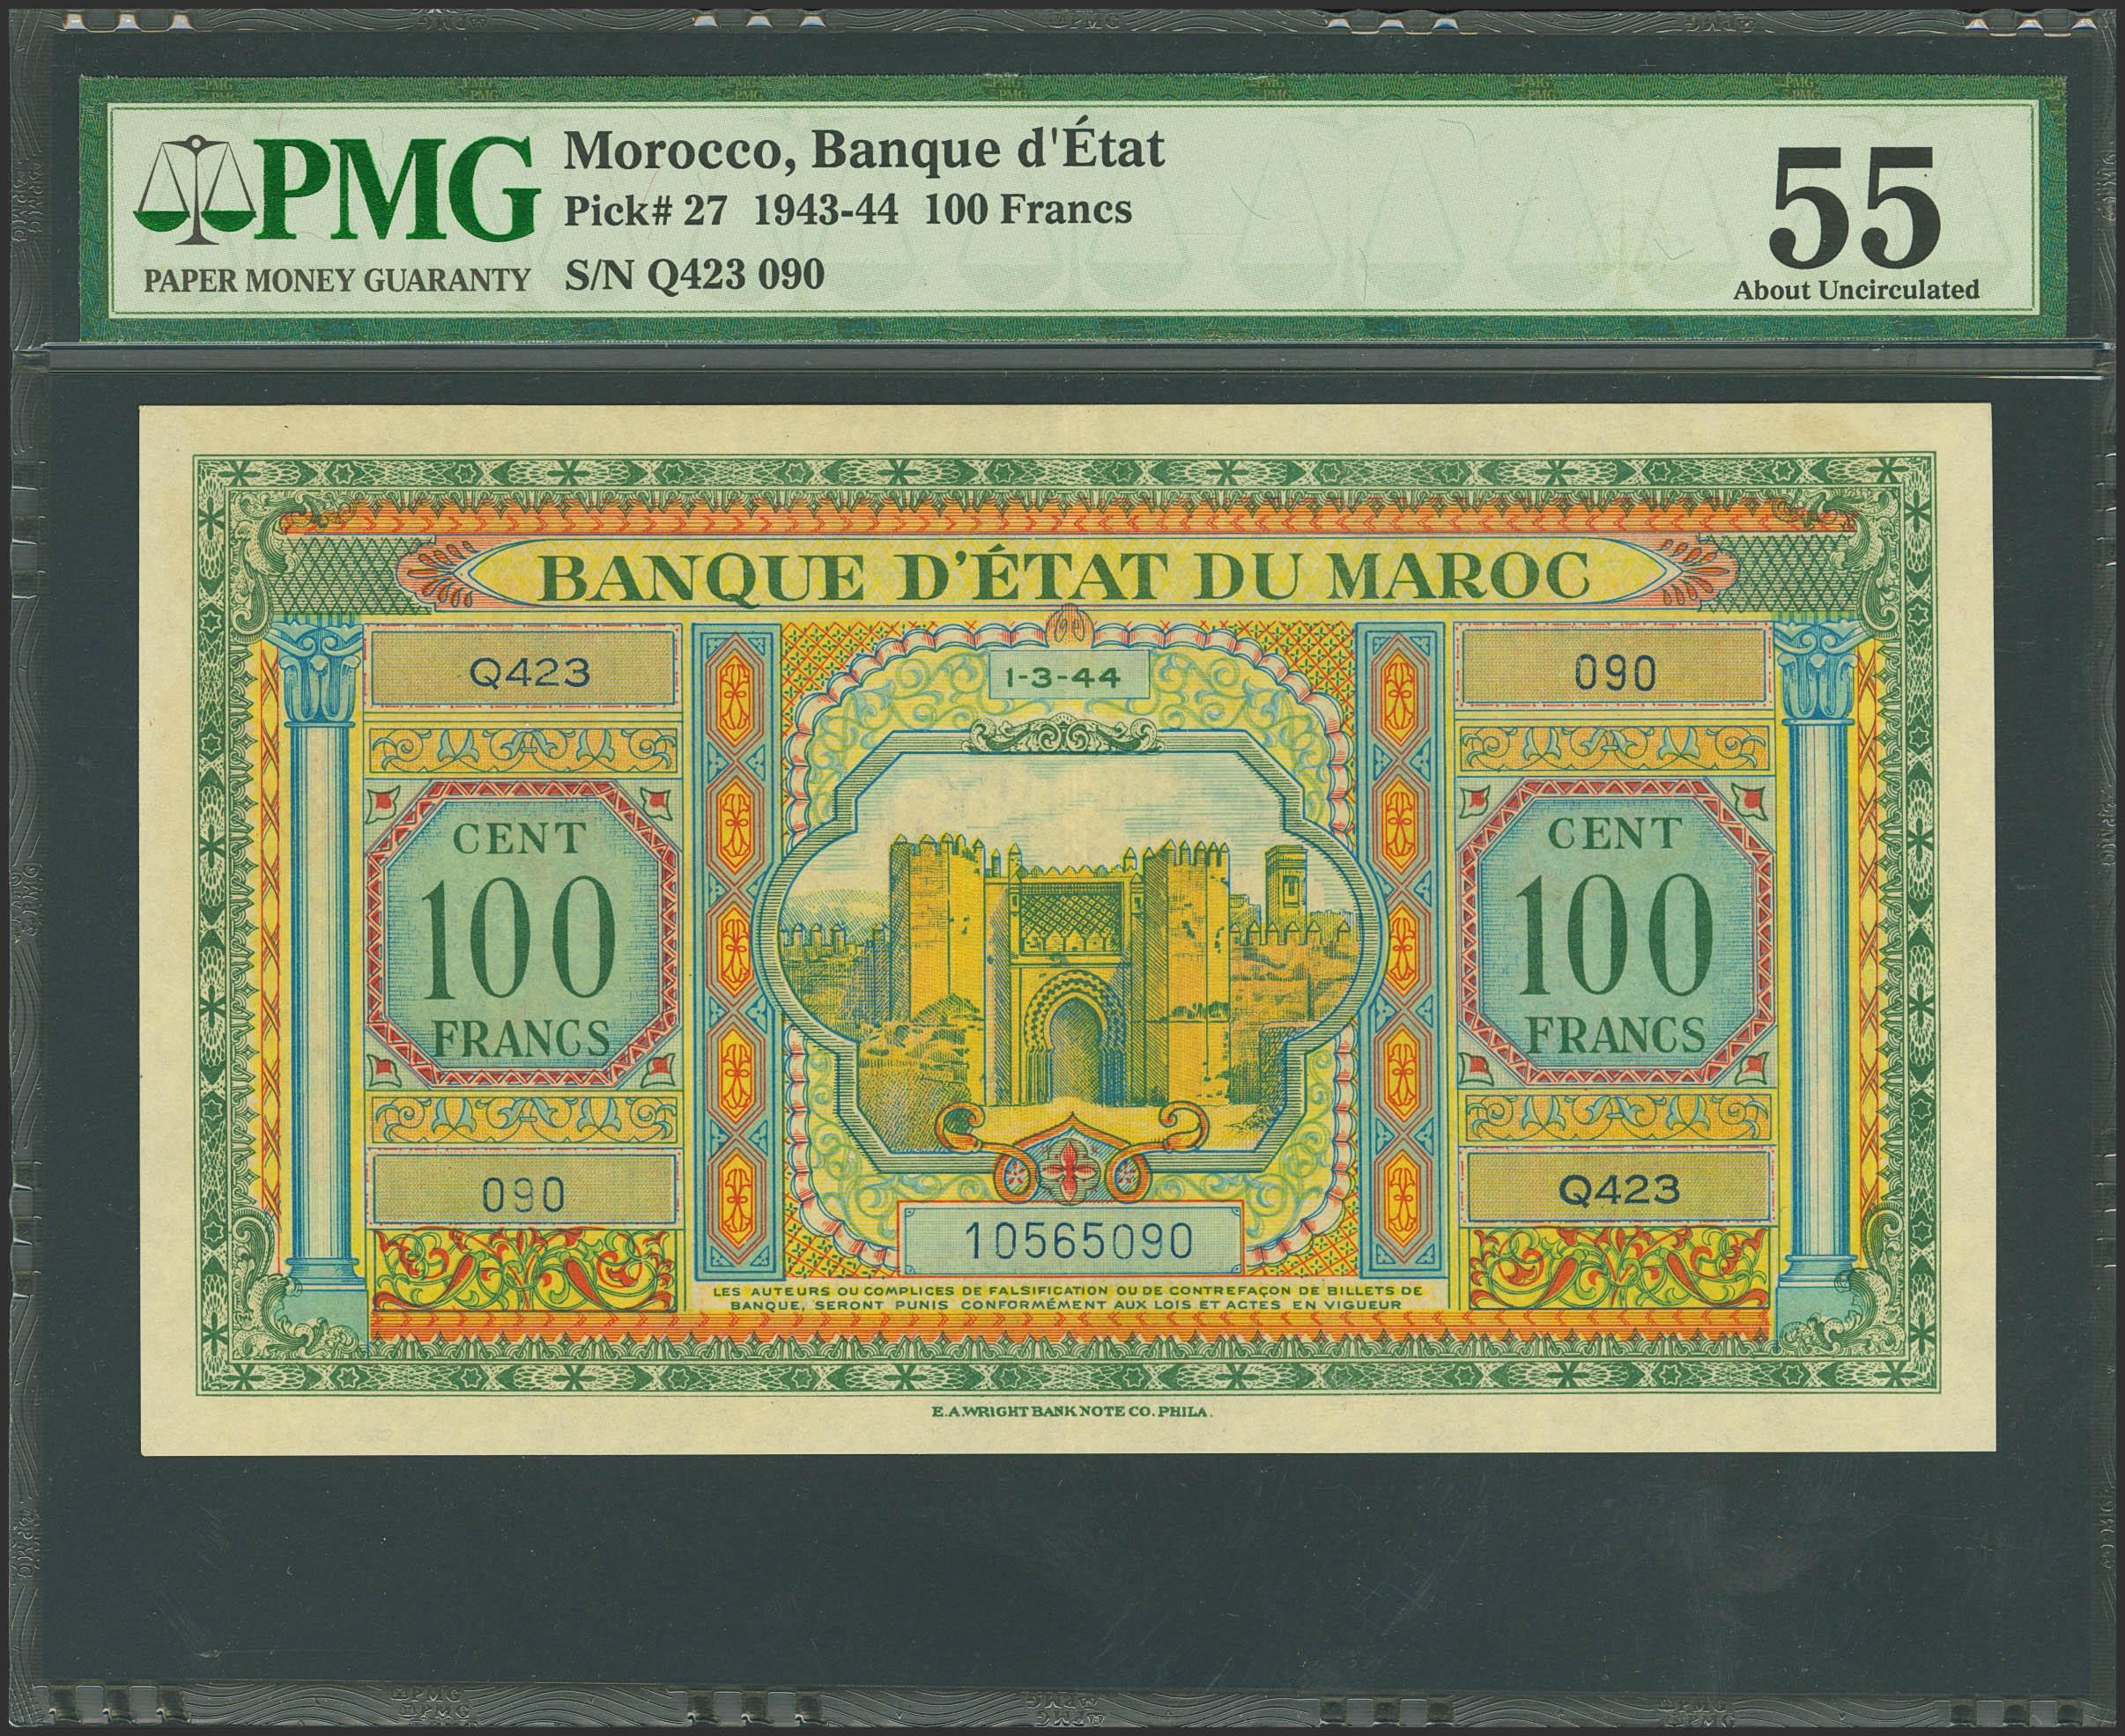 PMG
PAPER MONEY GUARANTY
Morocco, Banque d'État
Pick# 27 1943-44 100 Francs
S/N Q423 090
55
About Uncirculated
BANQUE D'ÉTAT DU MAROC
Q423
1-3-44
090
CENT
100
FRANCS
CENT
100
FRANCS
090
10565090
Q423
LES AUTEURS OU COMPLICES DE FALSIFICATION OU DE CONTREFAÇON DE BILLETS DE
BANQUE, SERONT PUNIS CONFORMÉMENT AUX LOIS ET ACTES EN VIGUEUR
E.A.WRIGHT BANK NOTE CO. PHILA.